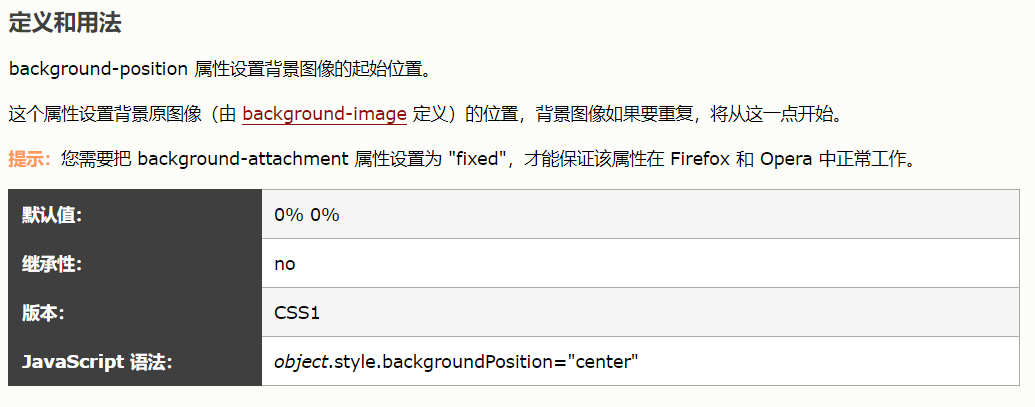 定义和用法
background-position 属性设置背景图像的起始位置。
这个属性设置背景原图像（由 background-image 定义）的位置，背景图像如果要重复，将从这一点开始。
提示：您需要把 background-attachment 属性设置为 "fixed"，才能保证该属性在 Firefox 和 Opera 中正常工作。
默认值： 0% 0%
继承性： no
版本： CSS1
JavaScript 语法： object.style.backgroundPosition="center"